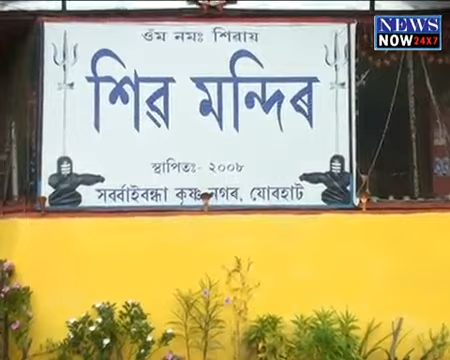 NEWS
NOW 24X7
ওঁম নমঃ শিৱায়
শিৱ মন্দিৰ
স্থাপিতঃ- ২০০৮
সৰ্বাইবন্ধা কৃষ্ণ নগৰ, যোৰহাট